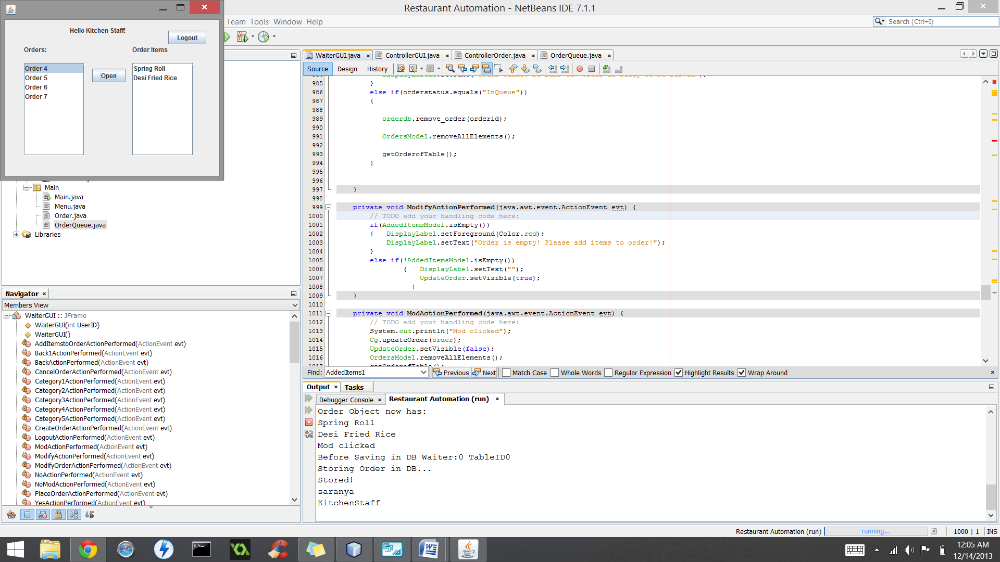 Restaurant Automation - NetBeans IDE 7.1.1
Team Tools Window Help
Search (Ctrl+I)
Hello Kitchen Staff!
Logout
Orders:
Order Items
Order 4
Order 5
Order 6
Order 7
Open
Spring Roll
Desi Fried Rice
Main
Main.java
Menu.java
Order.java
OrderQueue.java
Libraries
Navigator
Members View
WaiterGUI :: JFrame
WaiterGUI(int UserID)
WaiterGUI()
AddItemstoOrderActionPerformed(ActionEvent evt)
Back1ActionPerformed(ActionEvent evt)
BackActionPerformed(ActionEvent evt)
CancelOrderActionPerformed(ActionEvent evt)
Category1ActionPerformed(ActionEvent evt)
Category2ActionPerformed(ActionEvent evt)
Category3ActionPerformed(ActionEvent evt)
Category4ActionPerformed(ActionEvent evt)
Category5ActionPerformed(ActionEvent evt)
CreateOrderActionPerformed(ActionEvent evt)
LogoutActionPerformed(ActionEvent evt)
ModActionPerformed(ActionEvent evt)
ModifyActionPerformed(ActionEvent evt)
ModifyOrderActionPerformed(ActionEvent evt)
NoActionPerformed(ActionEvent evt)
NoModActionPerformed(ActionEvent evt)
PlaceOrderActionPerformed(ActionEvent evt)
YesActionPerformed(ActionEvent evt)
WaiterGUI.java ControllerGUI.java ControllerOrder.java OrderQueue.java
Source Design History
985 }
986 else if(orderstatus.equals("InQueue"))
987 {
988
989 orderdb.remove_order(orderid);
990
991 OrdersModel.removeAllElements();
992
993 getOrderofTable();
994 }
995
996
997 }
998
999 private void ModifyActionPerformed(java.awt.event.ActionEvent evt) {
1000 // TODO add your handling code here:
1001 if(AddedItemsModel.isEmpty())
1002 { DisplayLabel.setForeground(Color.red);
1003 DisplayLabel.setText("Order is empty! Please add items to order!");
1004 }
1005 else if(!AddedItemsModel.isEmpty())
1006 { DisplayLabel.setText("");
1007 UpdateOrder.setVisible(true);
1008 }
1009 }
1010
1011 private void ModActionPerformed(java.awt.event.ActionEvent evt) {
1012 // TODO add your handling code here:
1013 System.out.println("Mod clicked");
1014 Cg.updateOrder(order);
1015 UpdateOrder.setVisible(false);
1016 OrdersModel.removeAllElements();
Find: AddedItems1 Previous Next Match Case Whole Words Regular Expression Highlight Results Wrap Around
Output Tasks
Debugger Console Restaurant Automation (run)
Order Object now has:
Spring Roll
Desi Fried Rice
Mod clicked
Before Saving in DB Waiter:0 TableID0
Storing Order in DB...
Stored!
saranya
KitchenStaff
Restaurant Automation (run) running... 1000 | 1 INS
12:05 AM
12/14/2013